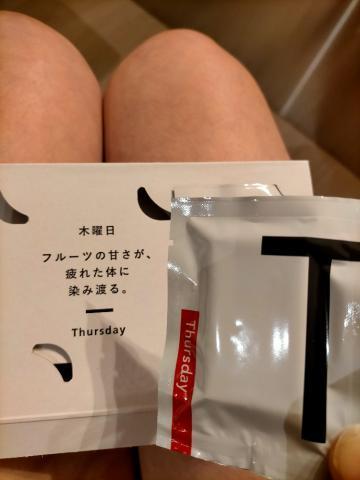 木曜日
フルーツの甘さが、
疲れた体に
染み渡る。
Thursday
T
Thursday